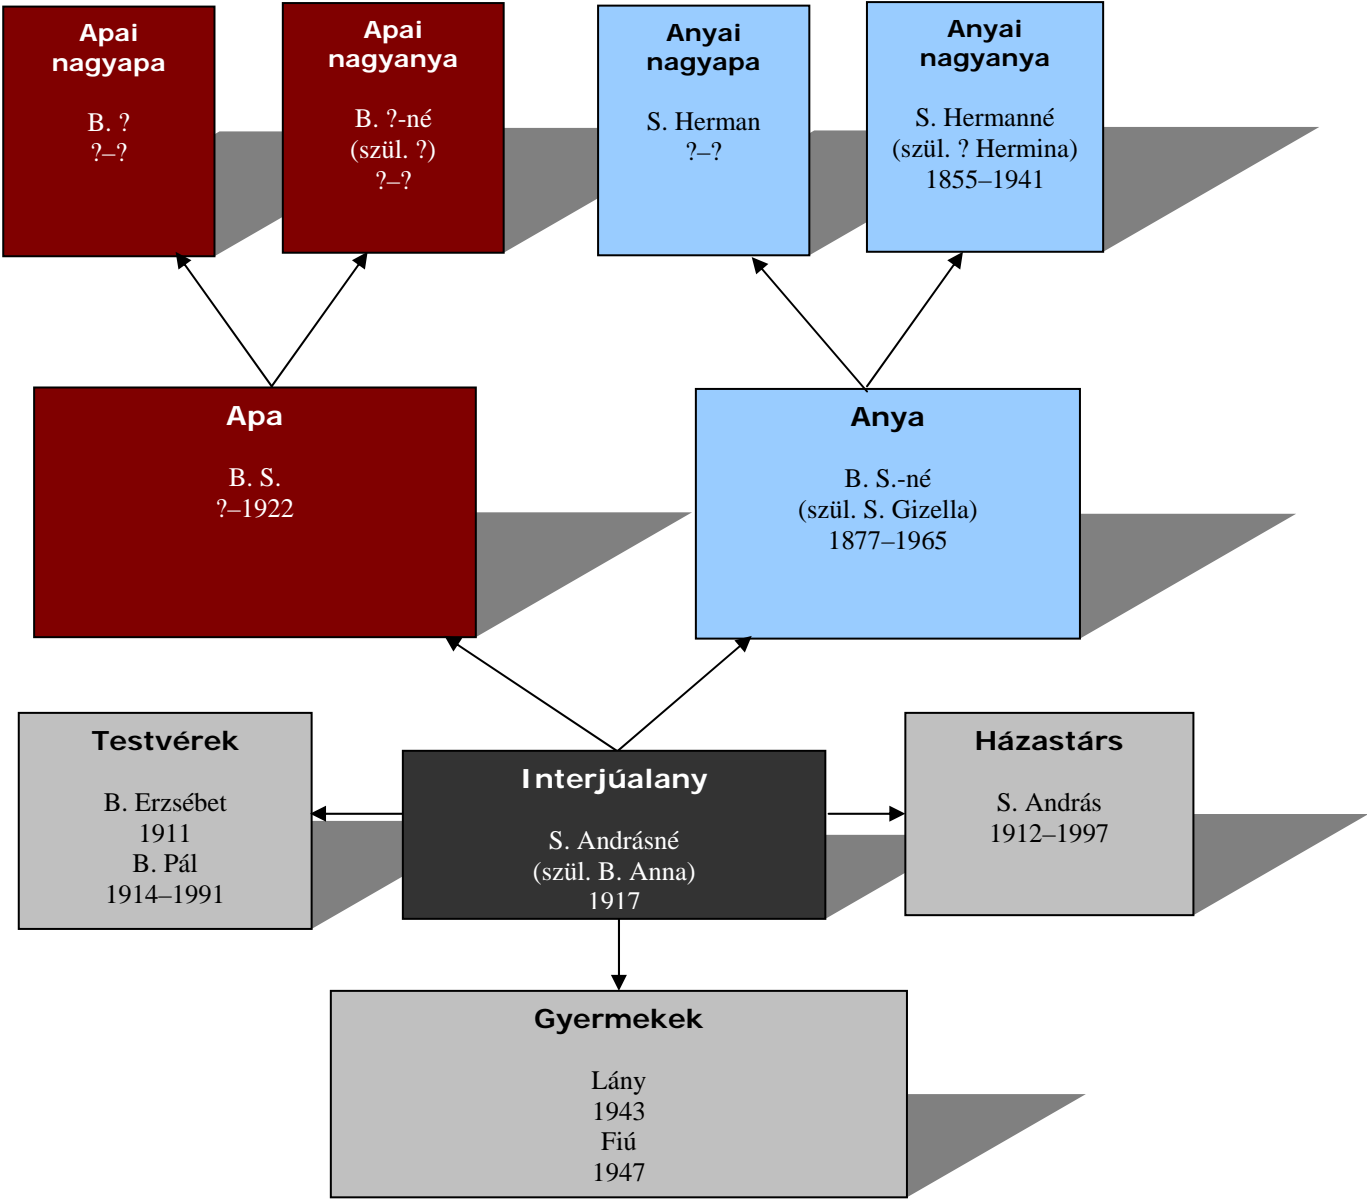 Apai
nagyapa
B. ?
?–?
Apai
nagyanya
B. ?-né
(szül. ?)
?–?
Anyai
nagyapa
S. Herman
?–?
Anyai
nagyanya
S. Hermanné
(szül. ? Hermina)
1855–1941
Apa
B. S.
?–1922
Anya
B. S.-né
(szül. S. Gizella)
1877–1965
Testvérek
B. Erzsébet
1911
B. Pál
1914–1991
Interjúalany
S. Andrásné
(szül. B. Anna)
1917
Házastárs
S. András
1912–1997
Gyermekek
Lány
1943
Fiú
1947